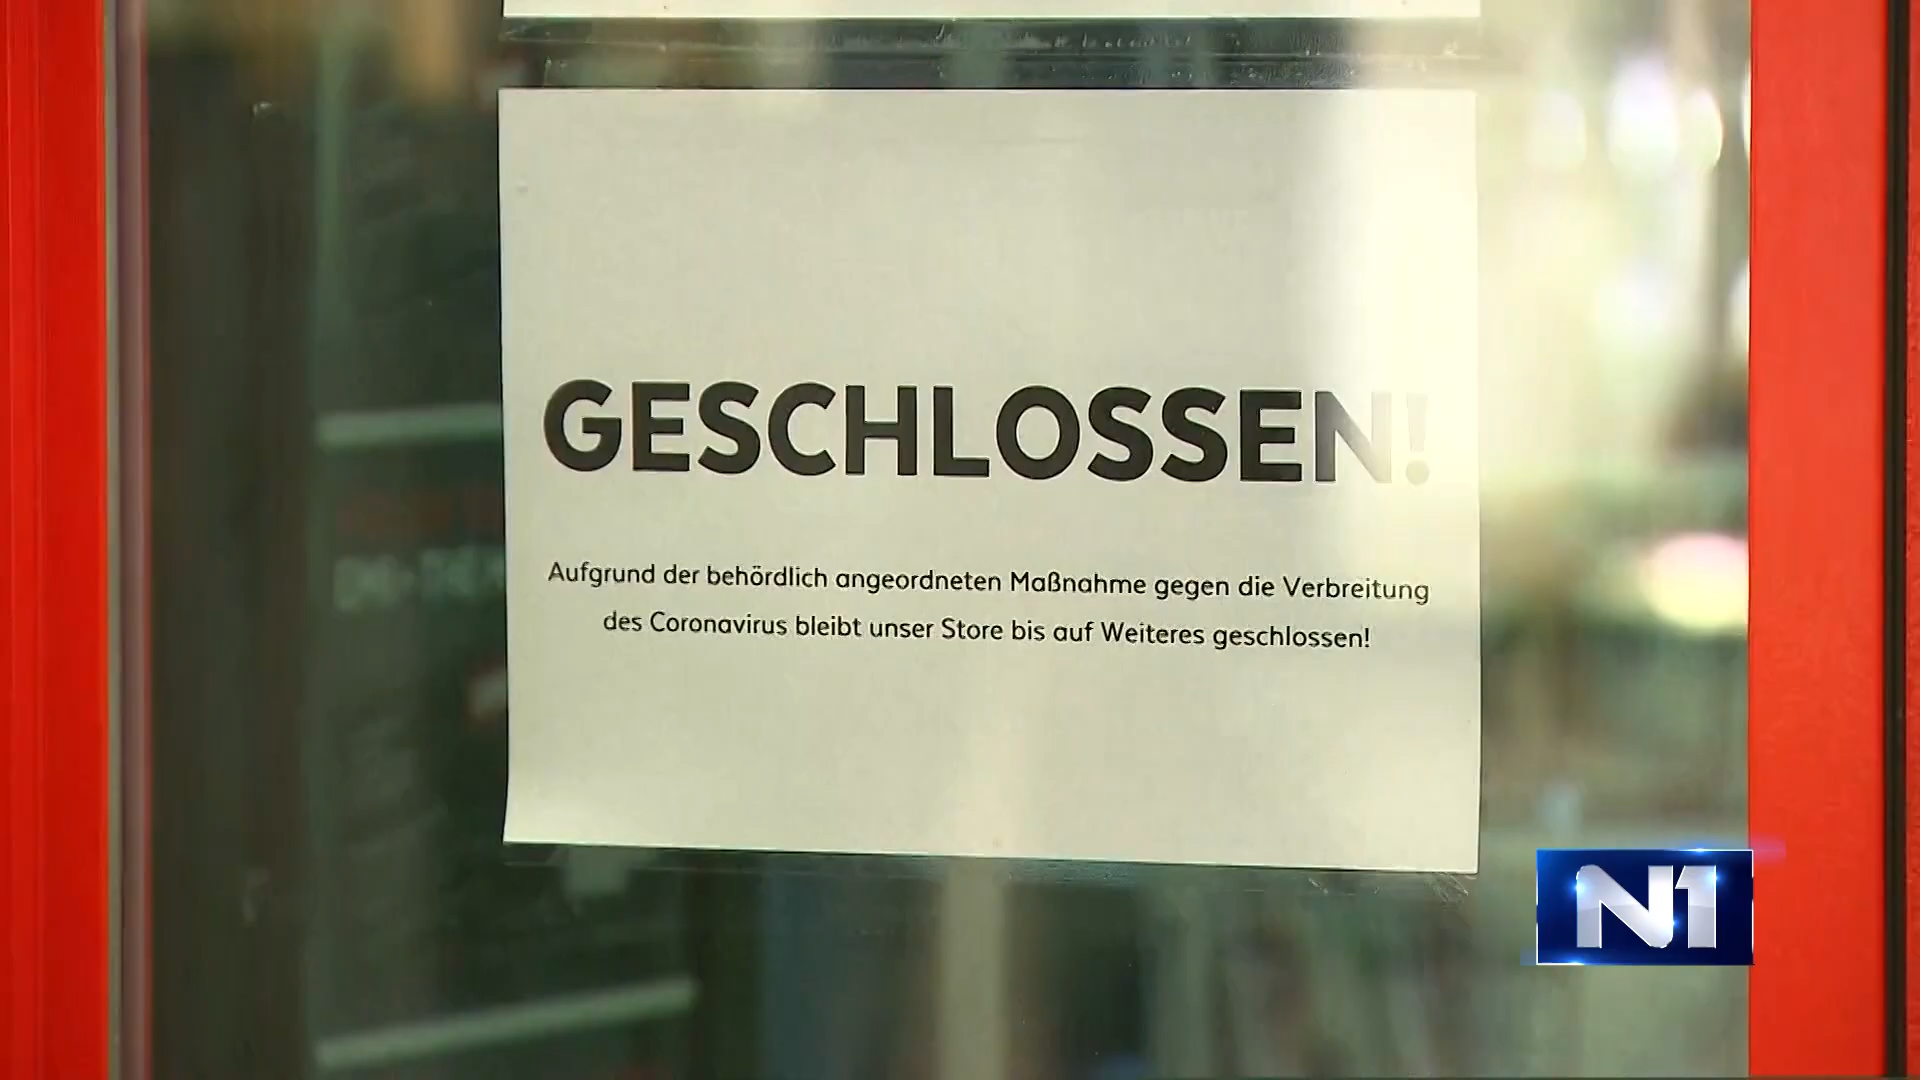 GESCHLOSSEN!
Aufgrund der behördlich angeordneten Maßnahme gegen die Verbreitung
des Coronavirus bleibt unser Store bis auf Weiteres geschlossen!
N1